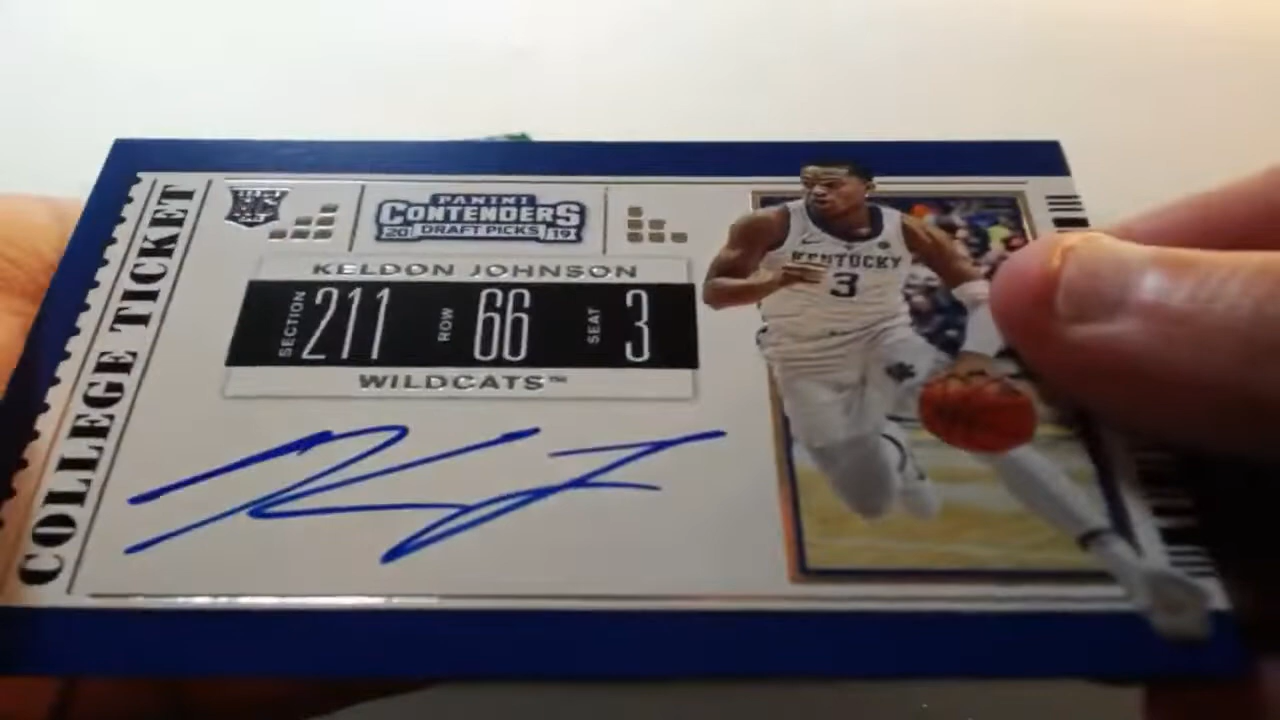 COLLEGE TICKET
RC
PANINI
CONTENDERS
20 DRAFT PICKS 19
KELDON JOHNSON
SECTION 211 ROW 66 SEAT 3
WILDCATS™
KENTUCKY
3